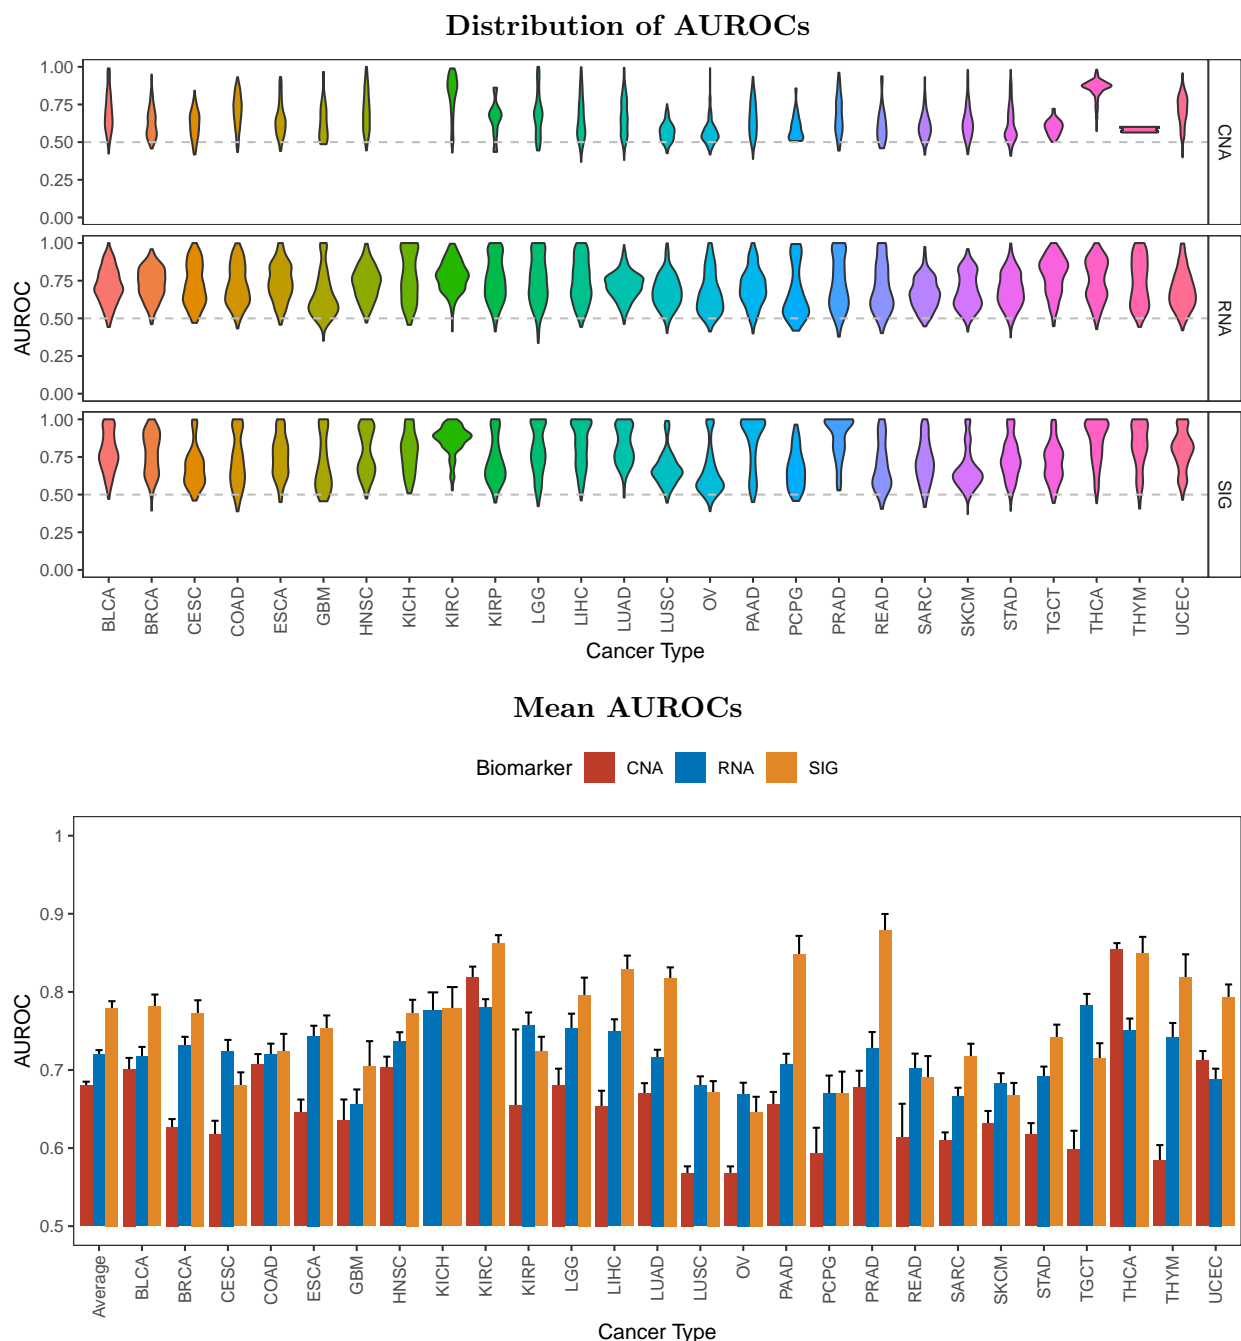 Distribution of AUROCs
1.00
0.75
0.50
0.25
0.00
CNA
1.00
0.75
0.50
0.25
0.00
RNA
AUROC
1.00
0.75
0.50
0.25
0.00
SIG
BLCA
BRCA
CESC
COAD
ESCA
GBM
HNSC
KICH
KIRC
KIRP
LGG
LIHC
LUAD
LUSC
OV
PAAD
PCPG
PRAD
READ
SARC
SKCM
STAD
TGCT
THCA
THYM
UCEC
Cancer Type
Mean AUROCs
Biomarker CNA RNA SIG
1
0.9
0.8
0.7
0.6
0.5
AUROC
Average
BLCA
BRCA
CESC
COAD
ESCA
GBM
HNSC
KICH
KIRC
KIRP
LGG
LIHC
LUAD
LUSC
OV
PAAD
PCPG
PRAD
READ
SARC
SKCM
STAD
TGCT
THCA
THYM
UCEC
Cancer Type